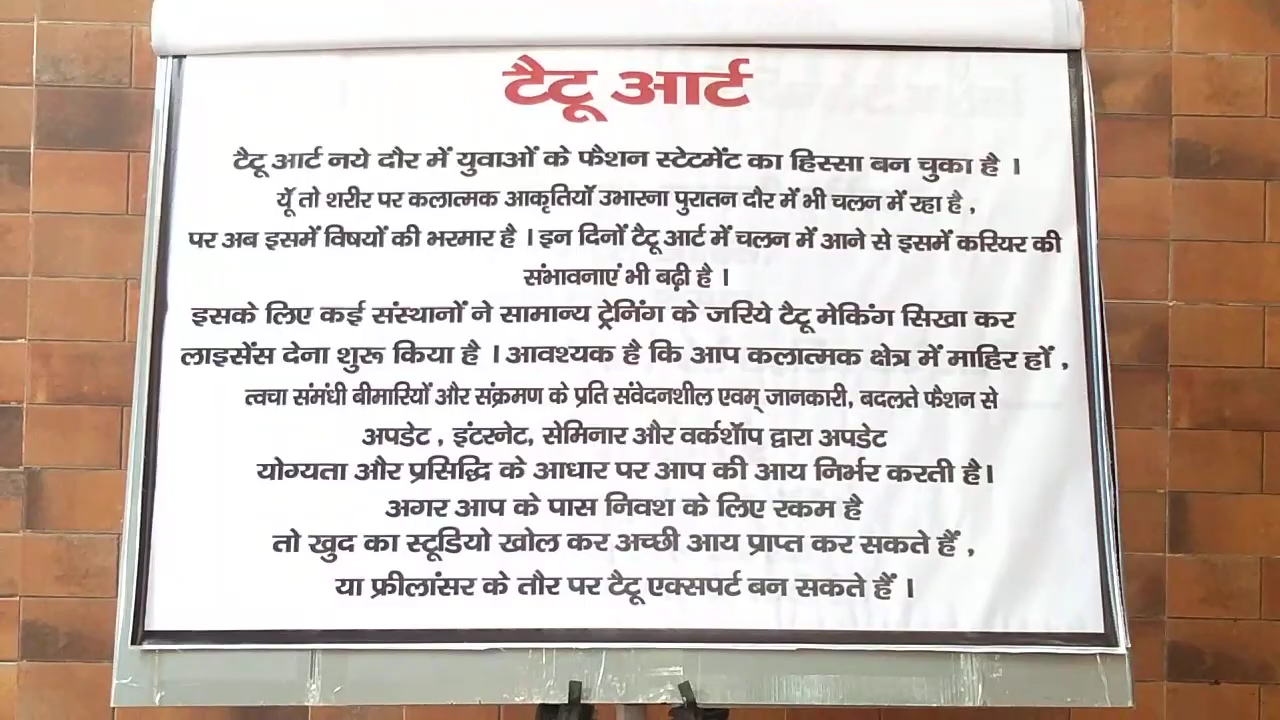 टैटू आर्ट
टैटू आर्ट नये दौर में युवाओं के फैशन स्टेटमेंट का हिस्सा बन चुका है ।
यूँ तो शरीर पर कलात्मक आकृतियाँ उभारना पुरातन दौर में भी चलन में रहा है ,
पर अब इसमें विषयों की भरमार है । इन दिनों टैटू आर्ट में चलन में आने से इसमें करियर की
संभावनाएं भी बढ़ी है ।
इसके लिए कई संस्थानों ने सामान्य ट्रेनिंग के जरिये टैटू मेकिंग सिखा कर
लाइसेंस देना शुरू किया है । आवश्यक है कि आप कलात्मक क्षेत्र में माहिर हों ,
त्वचा संमंधी बीमारियों और संक्रमण के प्रति संवेदनशील एवम् जानकारी, बदलते फैशन से
अपडेट , इंटरनेट, सेमिनार और वर्कशॉप द्वारा अपडेट
योग्यता और प्रसिद्धि के आधार पर आप की आय निर्भर करती है।
अगर आप के पास निवश के लिए रकम है
तो खुद का स्टूडियो खोल कर अच्छी आय प्राप्त कर सकते हैं ,
या फ्रीलांसर के तौर पर टैटू एक्सपर्ट बन सकते हैं ।